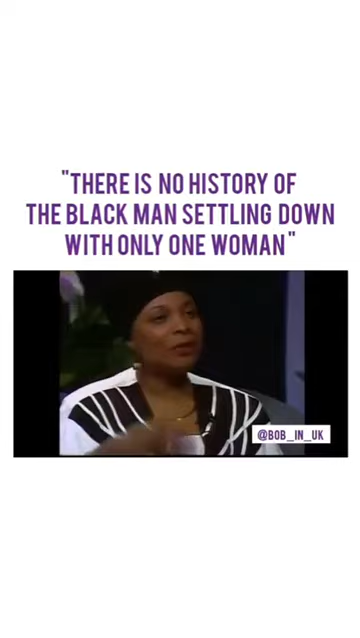 "THERE IS NO HISTORY OF
THE BLACK MAN SETTLING DOWN
WITH ONLY ONE WOMAN"
@BOB_IN_UK